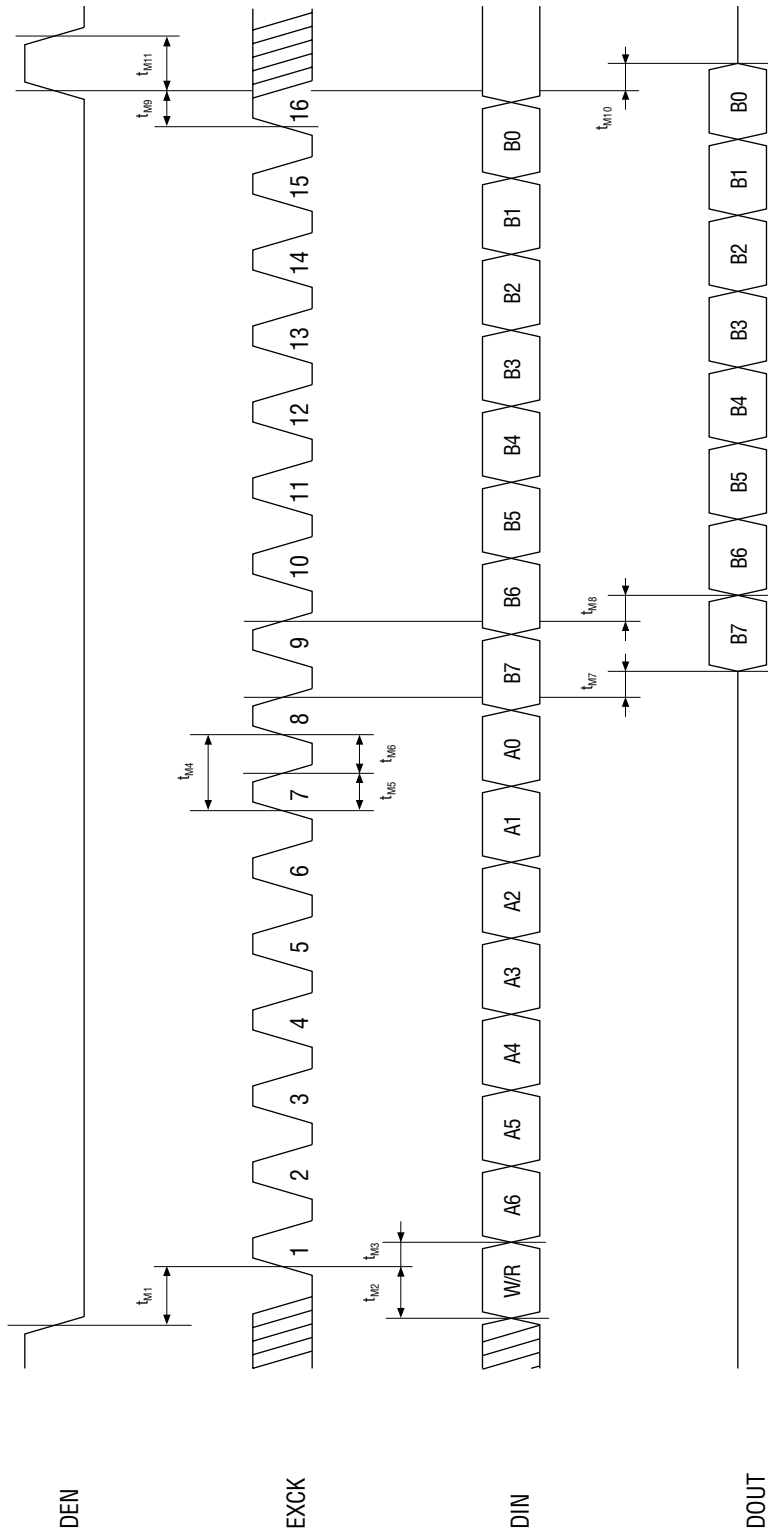 DEN
tM1
tM9
tM11
EXCK
1 2 3 4 5 6 7 8 9 10 11 12 13 14 15 16
tM4
tM5
tM6
DIN
W/R A6 A5 A4 A3 A2 A1 A0 B7 B6 B5 B4 B3 B2 B1 B0
tM2
tM3
tM7
tM8
tM10
DOUT
B7 B6 B5 B4 B3 B2 B1 B0